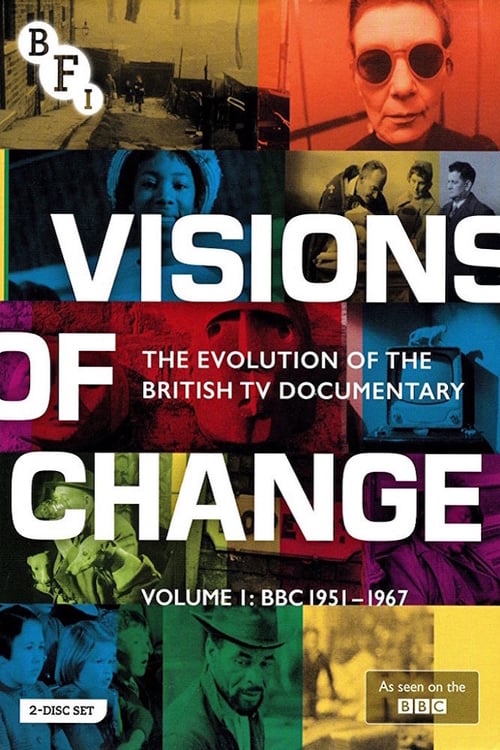 BFI
VISIONS
OF
THE EVOLUTION OF THE
BRITISH TV DOCUMENTARY
CHANGE
VOLUME 1: BBC 1951–1967
2-DISC SET
As seen on the
BBC